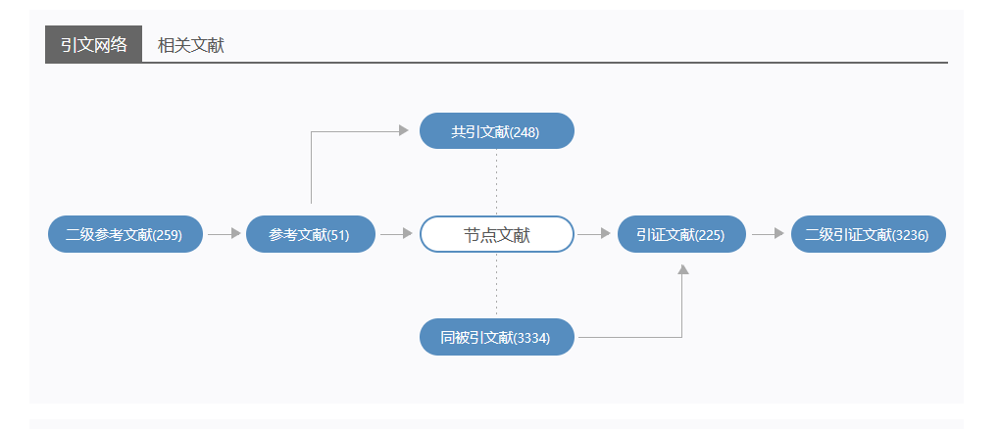 引文网络
相关文献
共引文献(248)
二级参考文献(259)
参考文献(51)
节点文献
引证文献(225)
二级引证文献(3236)
同被引文献(3334)